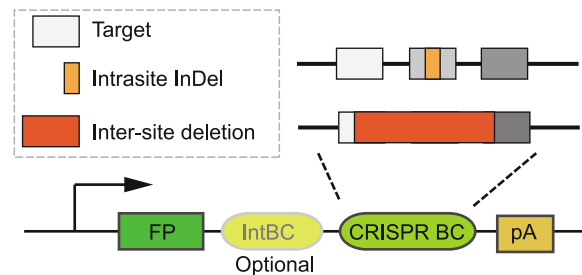 Target
Intrasite InDel
Inter-site deletion
FP
IntBC
CRISPR BC
pA
Optional